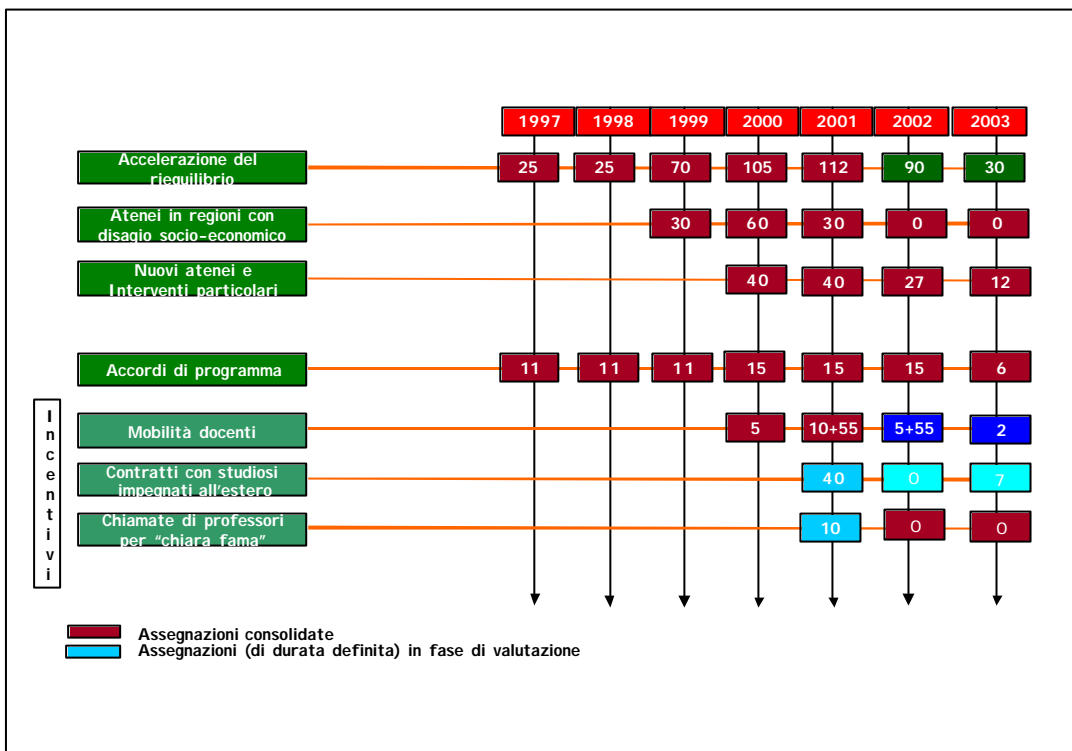 1997 1998 1999 2000 2001 2002 2003
Accelerazione del
riequilibrio
25 25 70 105 112 90 30
Atenei in regioni con
disagio socio-economico
30 60 30 0 0
Nuovi atenei e
Interventi particolari
40 40 27 12
Accordi di programma
11 11 11 15 15 15 6
Incentivi
Mobilità docenti
5 10+55 5+55 2
Contratti con studiosi
impegnati all'estero
40 0 7
Chiamate di professori
per “chiara fama”
10 0 0
Assegnazioni consolidate
Assegnazioni (di durata definita) in fase di valutazione